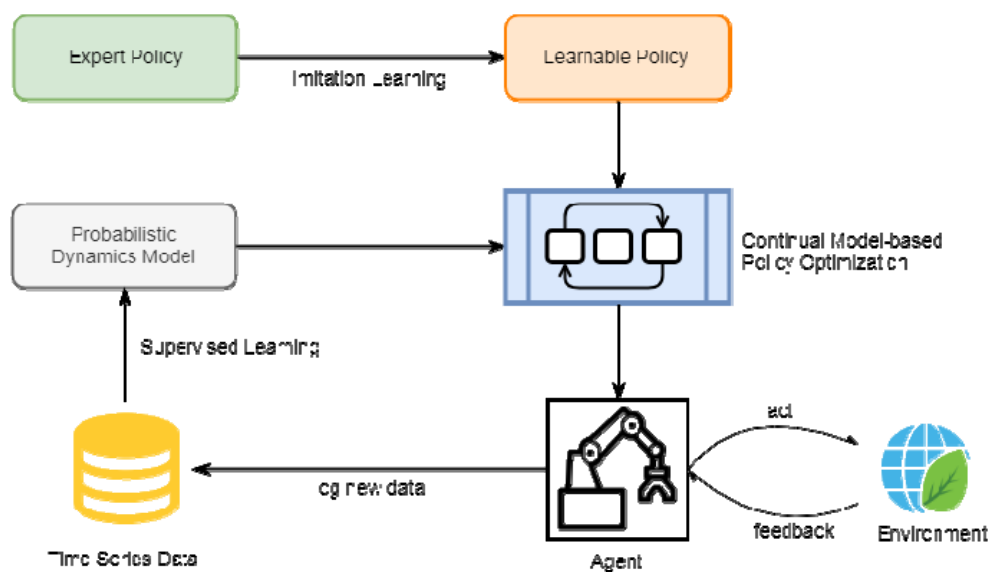 Expert Policy
Learnable Policy
Imitation Learning
Probabilistic
Dynamics Model
Continual Model-based
Policy Optimization
Supervised Learning
act
log new data
feedback
Environment
Time Series Data
Agent